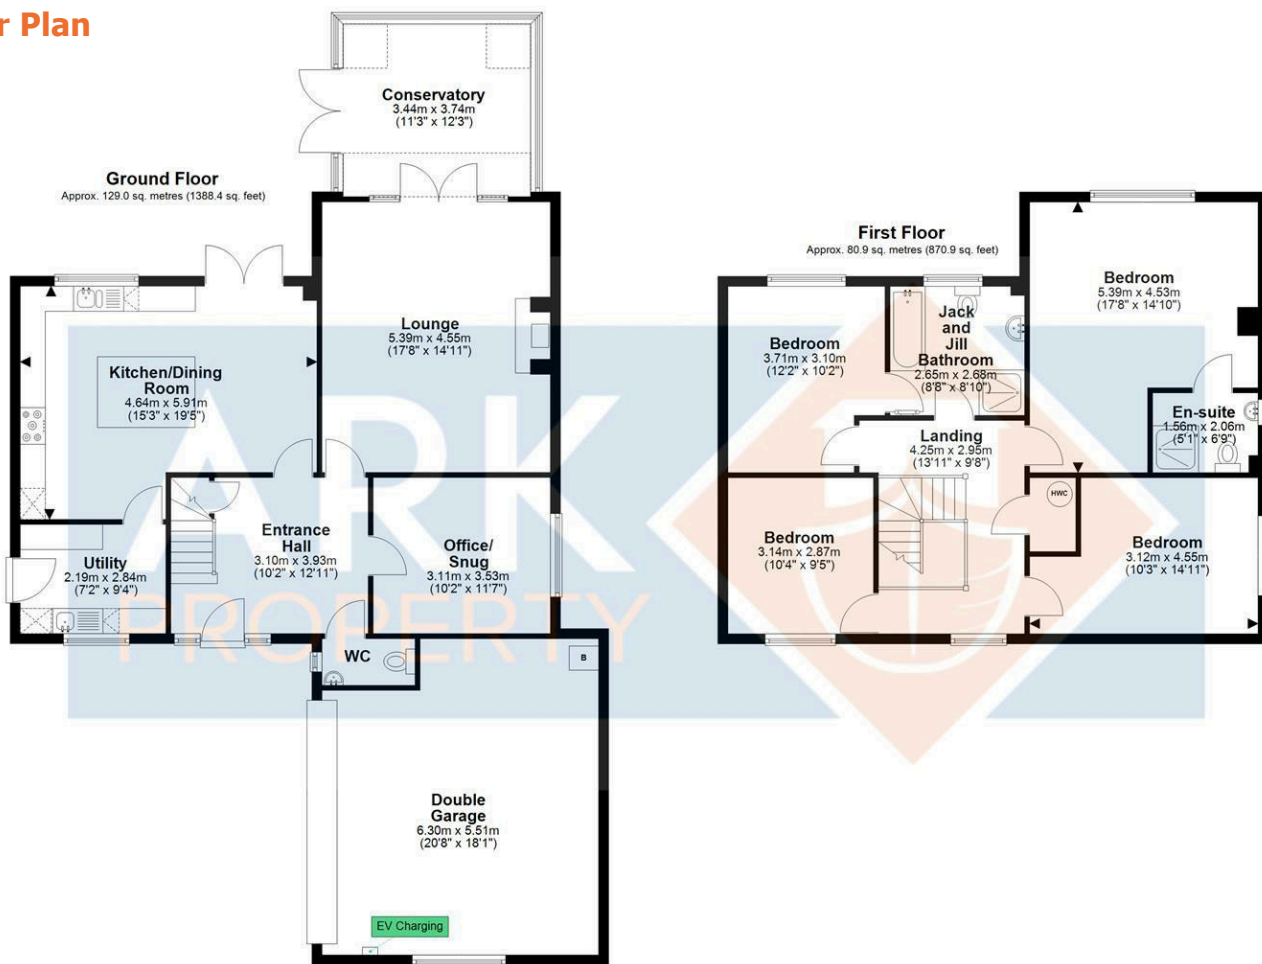 r Plan
Ground Floor
Approx. 129.0 sq. metres (1388.4 sq. feet)
Conservatory
3.44m x 3.74m
(11'3" x 12'3")
Lounge
5.39m x 4.55m
(17'8" x 14'11")
Kitchen/Dining
Room
4.64m x 5.91m
(15'3" x 19'5")
Utility
2.19m x 2.84m
(7'2" x 9'4")
Entrance
Hall
3.10m x 3.93m
(10'2" x 12'11")
Office/
Snug
3.11m x 3.53m
(10'2" x 11'7")
WC
B
Double
Garage
6.30m x 5.51m
(20'8" x 18'1")
EV Charging
First Floor
Approx. 80.9 sq. metres (870.9 sq. feet)
Bedroom
3.71m x 3.10m
(12'2" x 10'2")
Jack
and
Jill
Bathroom
2.65m x 2.68m
(8'8" x 8'10")
Bedroom
5.39m x 4.53m
(17'8" x 14'10")
En-suite
1.56m x 2.06m
(5'1" x 6'9")
Landing
4.25m x 2.95m
(13'11" x 9'8")
HWC
Bedroom
3.14m x 2.87m
(10'4" x 9'5")
Bedroom
3.12m x 4.55m
(10'3" x 14'11")
ARK
PROPERTY